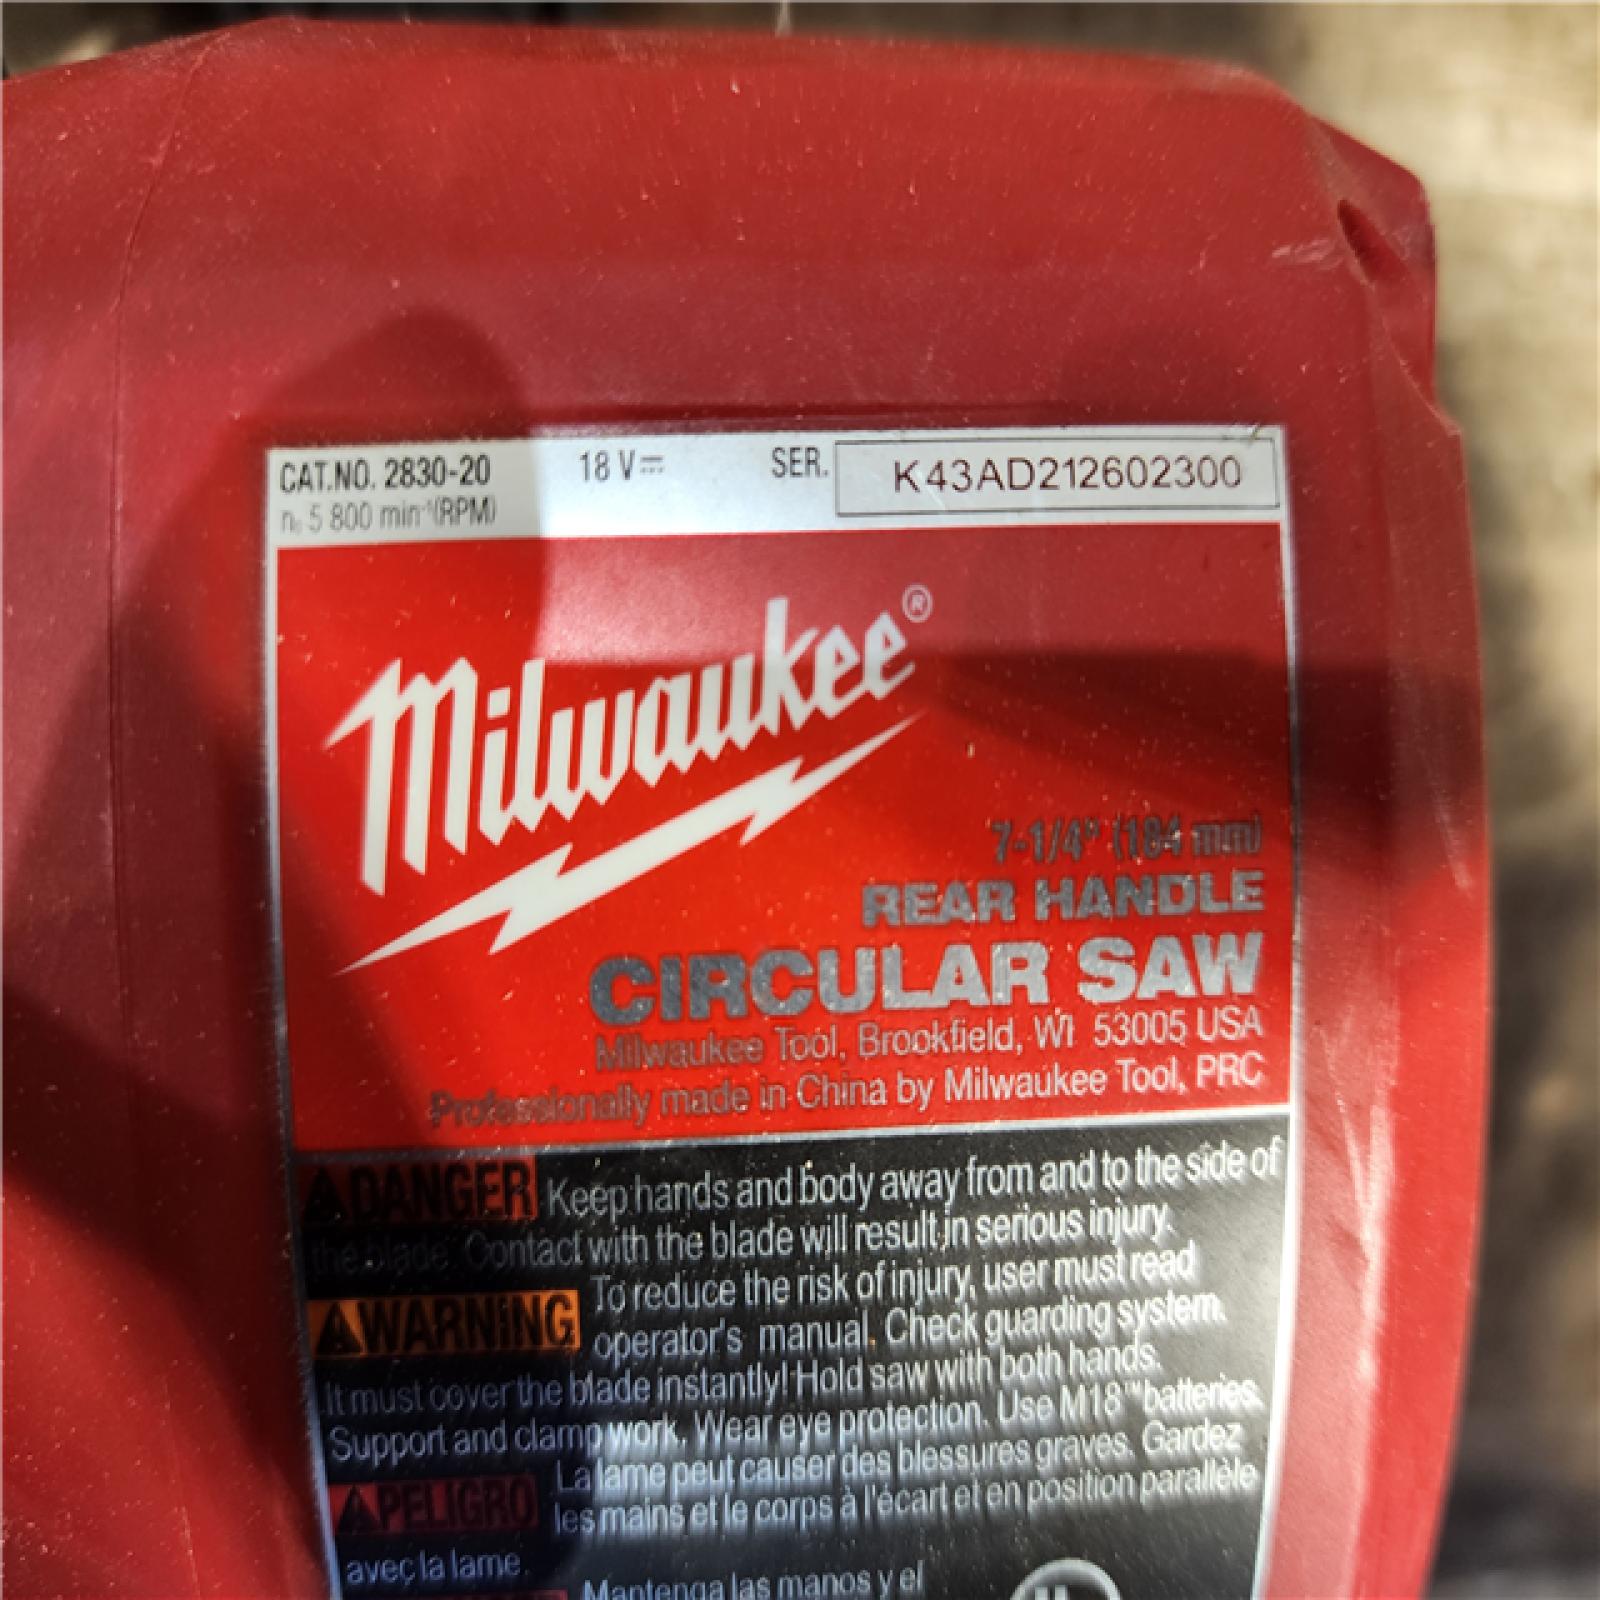 CAT.NO. 2830-20 18 V⎓ SER. K43AD212602300
n₀ 5 800 min⁻¹(RPM)
Milwaukee®
7-1/4" (184 mm)
REAR HANDLE
CIRCULAR SAW
Milwaukee Tool, Brookfield, WI 53005 USA
Professionally made in China by Milwaukee Tool, PRC
⚠DANGER Keep hands and body away from and to the side of
the blade. Contact with the blade will result in serious injury.
⚠WARNING To reduce the risk of injury, user must read
operator's manual. Check guarding system.
It must cover the blade instantly! Hold saw with both hands.
Support and clamp work. Wear eye protection. Use M18™ batteries.
⚠PELIGRO La lame peut causer des blessures graves. Gardez
les mains et le corps à l'écart et en position parallèle
avec la lame.
Mantenga las manos y el